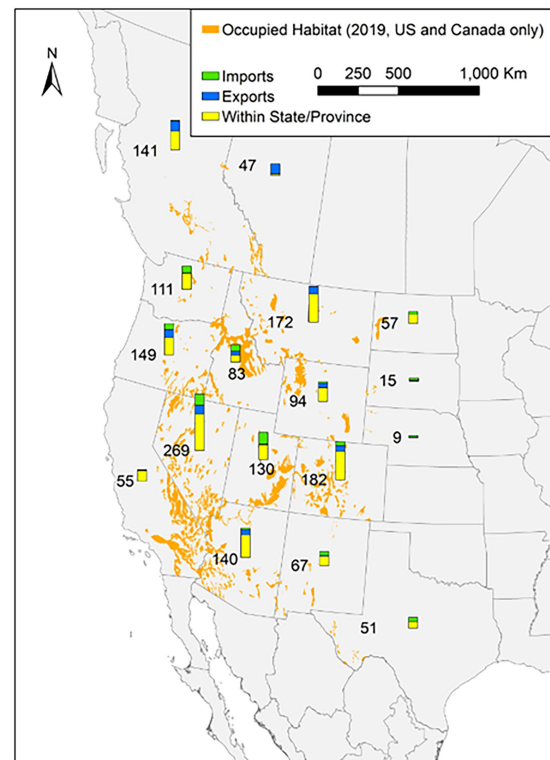 Occupied Habitat (2019, US and Canada only)
N
Imports
0 250 500 1,000 Km
Exports
Within State/Province
141
47
111
172
57
149
83
15
94
9
269
130
182
55
140
67
51